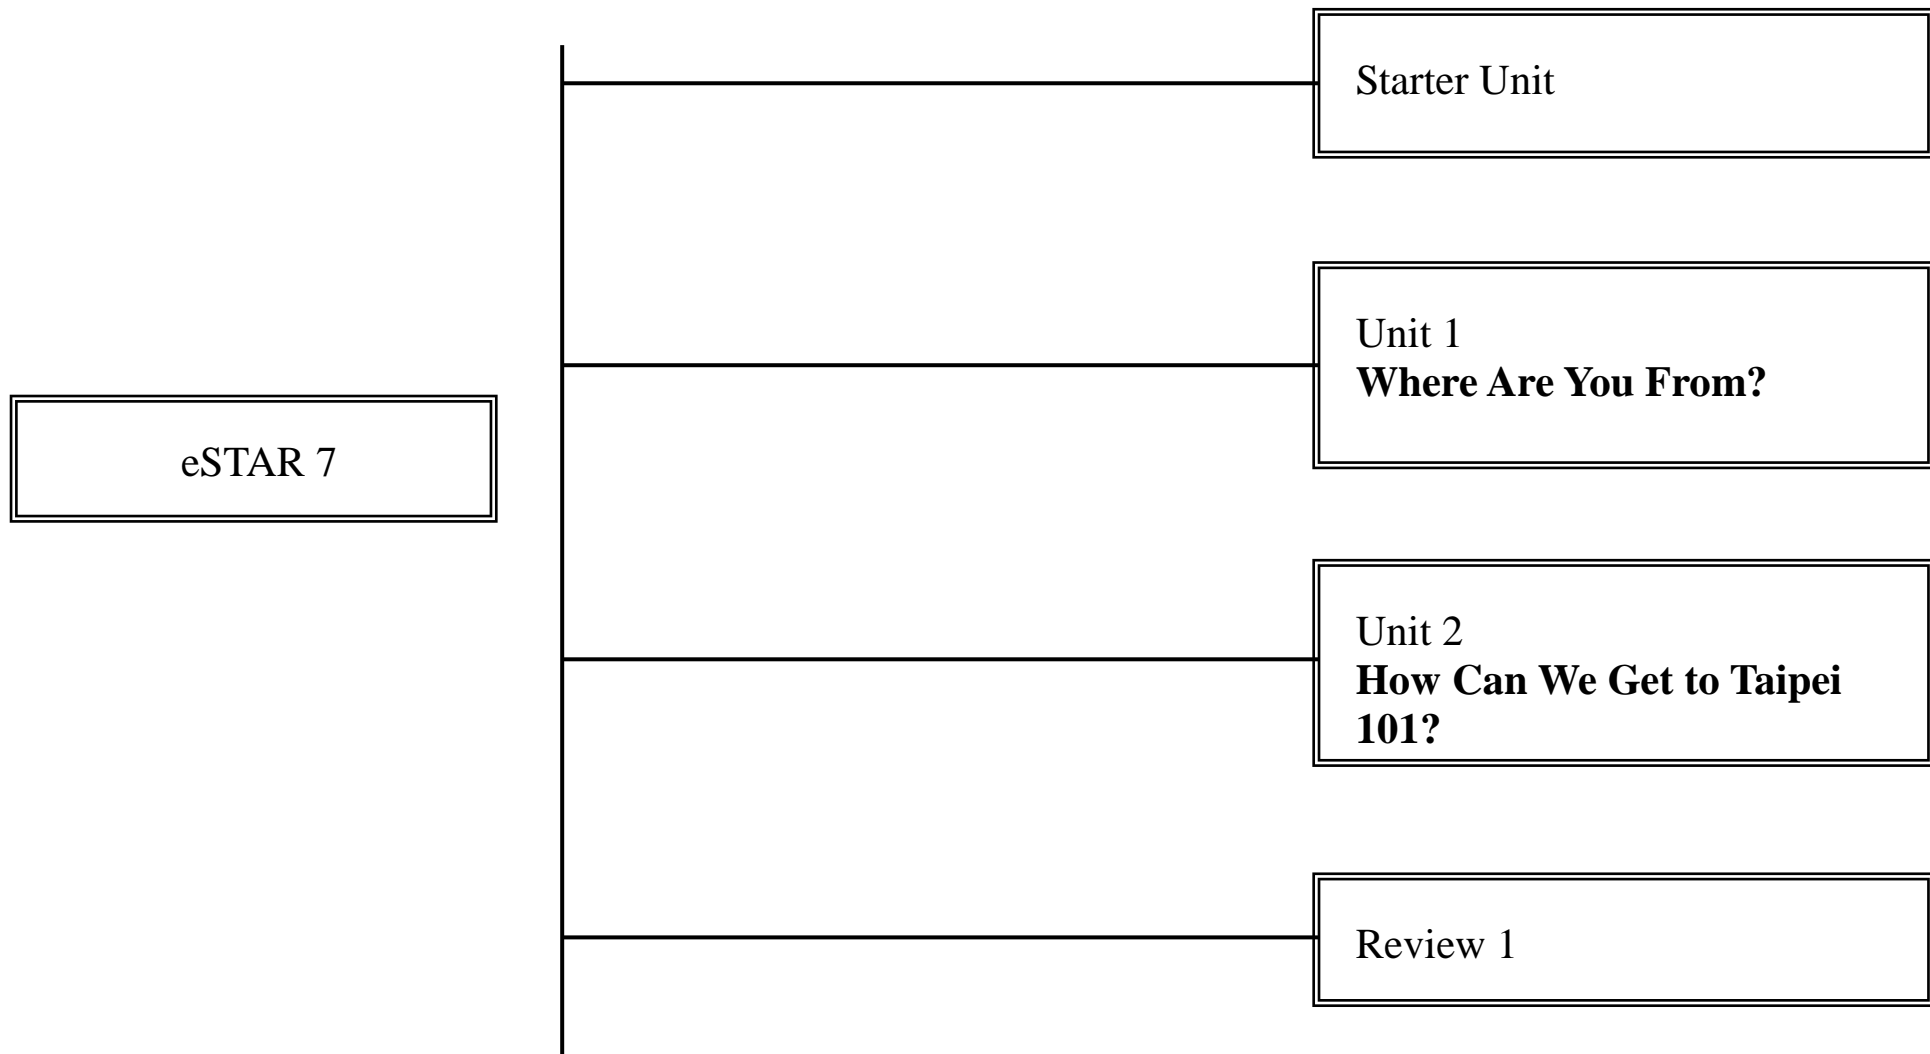 Starter Unit
Unit 1
Where Are You From?
eSTAR 7
Unit 2
How Can We Get to Taipei
101?
Review 1